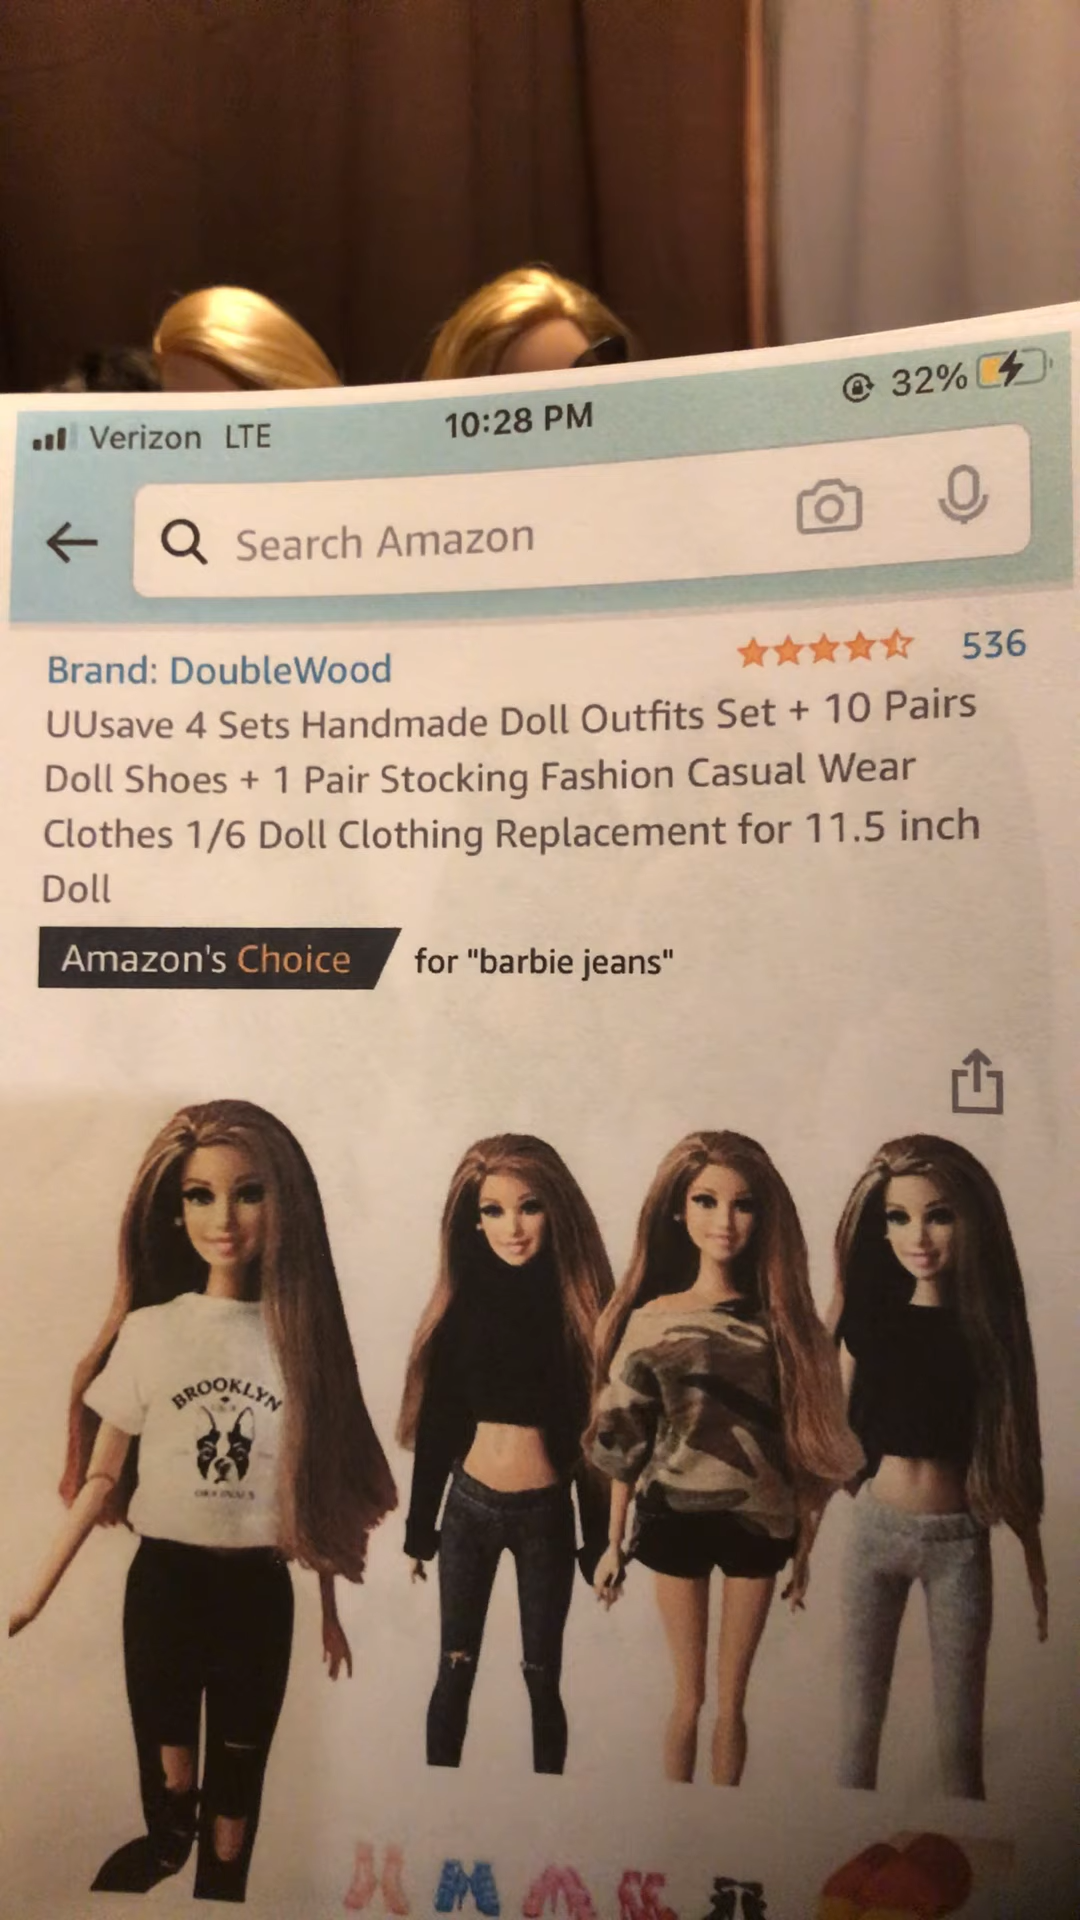 Verizon LTE 10:28 PM 32%
Search Amazon
Brand: DoubleWood 536
UUsave 4 Sets Handmade Doll Outfits Set + 10 Pairs
Doll Shoes + 1 Pair Stocking Fashion Casual Wear
Clothes 1/6 Doll Clothing Replacement for 11.5 inch
Doll
Amazon's Choice for "barbie jeans"
BROOKLYN